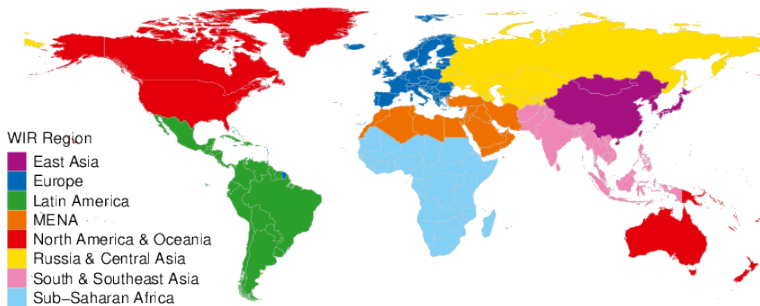 WIR Region
East Asia
Europe
Latin America
MENA
North America & Oceania
Russia & Central Asia
South & Southeast Asia
Sub−Saharan Africa